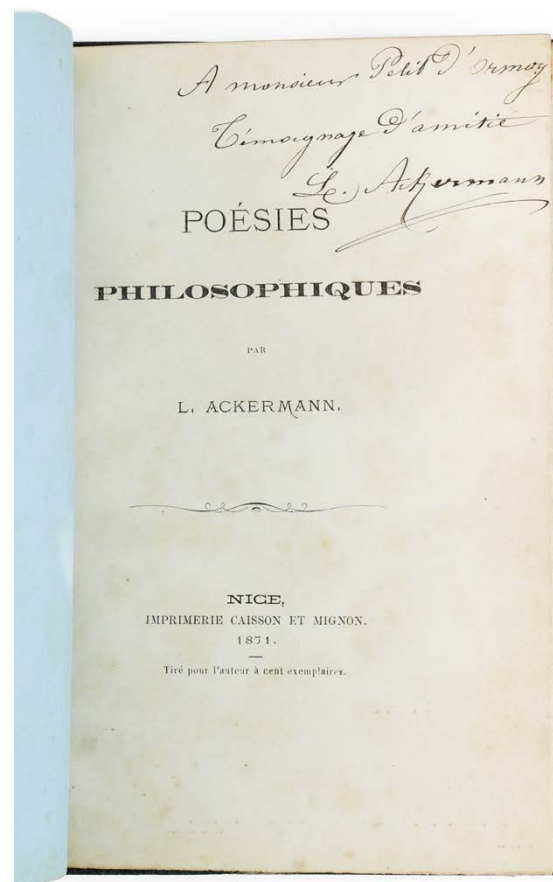 A monsieur Petit d'Ormoy
Témoignage d'amitié
L. Ackermann
POÉSIES
PHILOSOPHIQUES
PAR
L. ACKERMANN.
NICE,
IMPRIMERIE CAISSON ET MIGNON.
1871.
Tiré pour l'auteur à cent exemplaires.